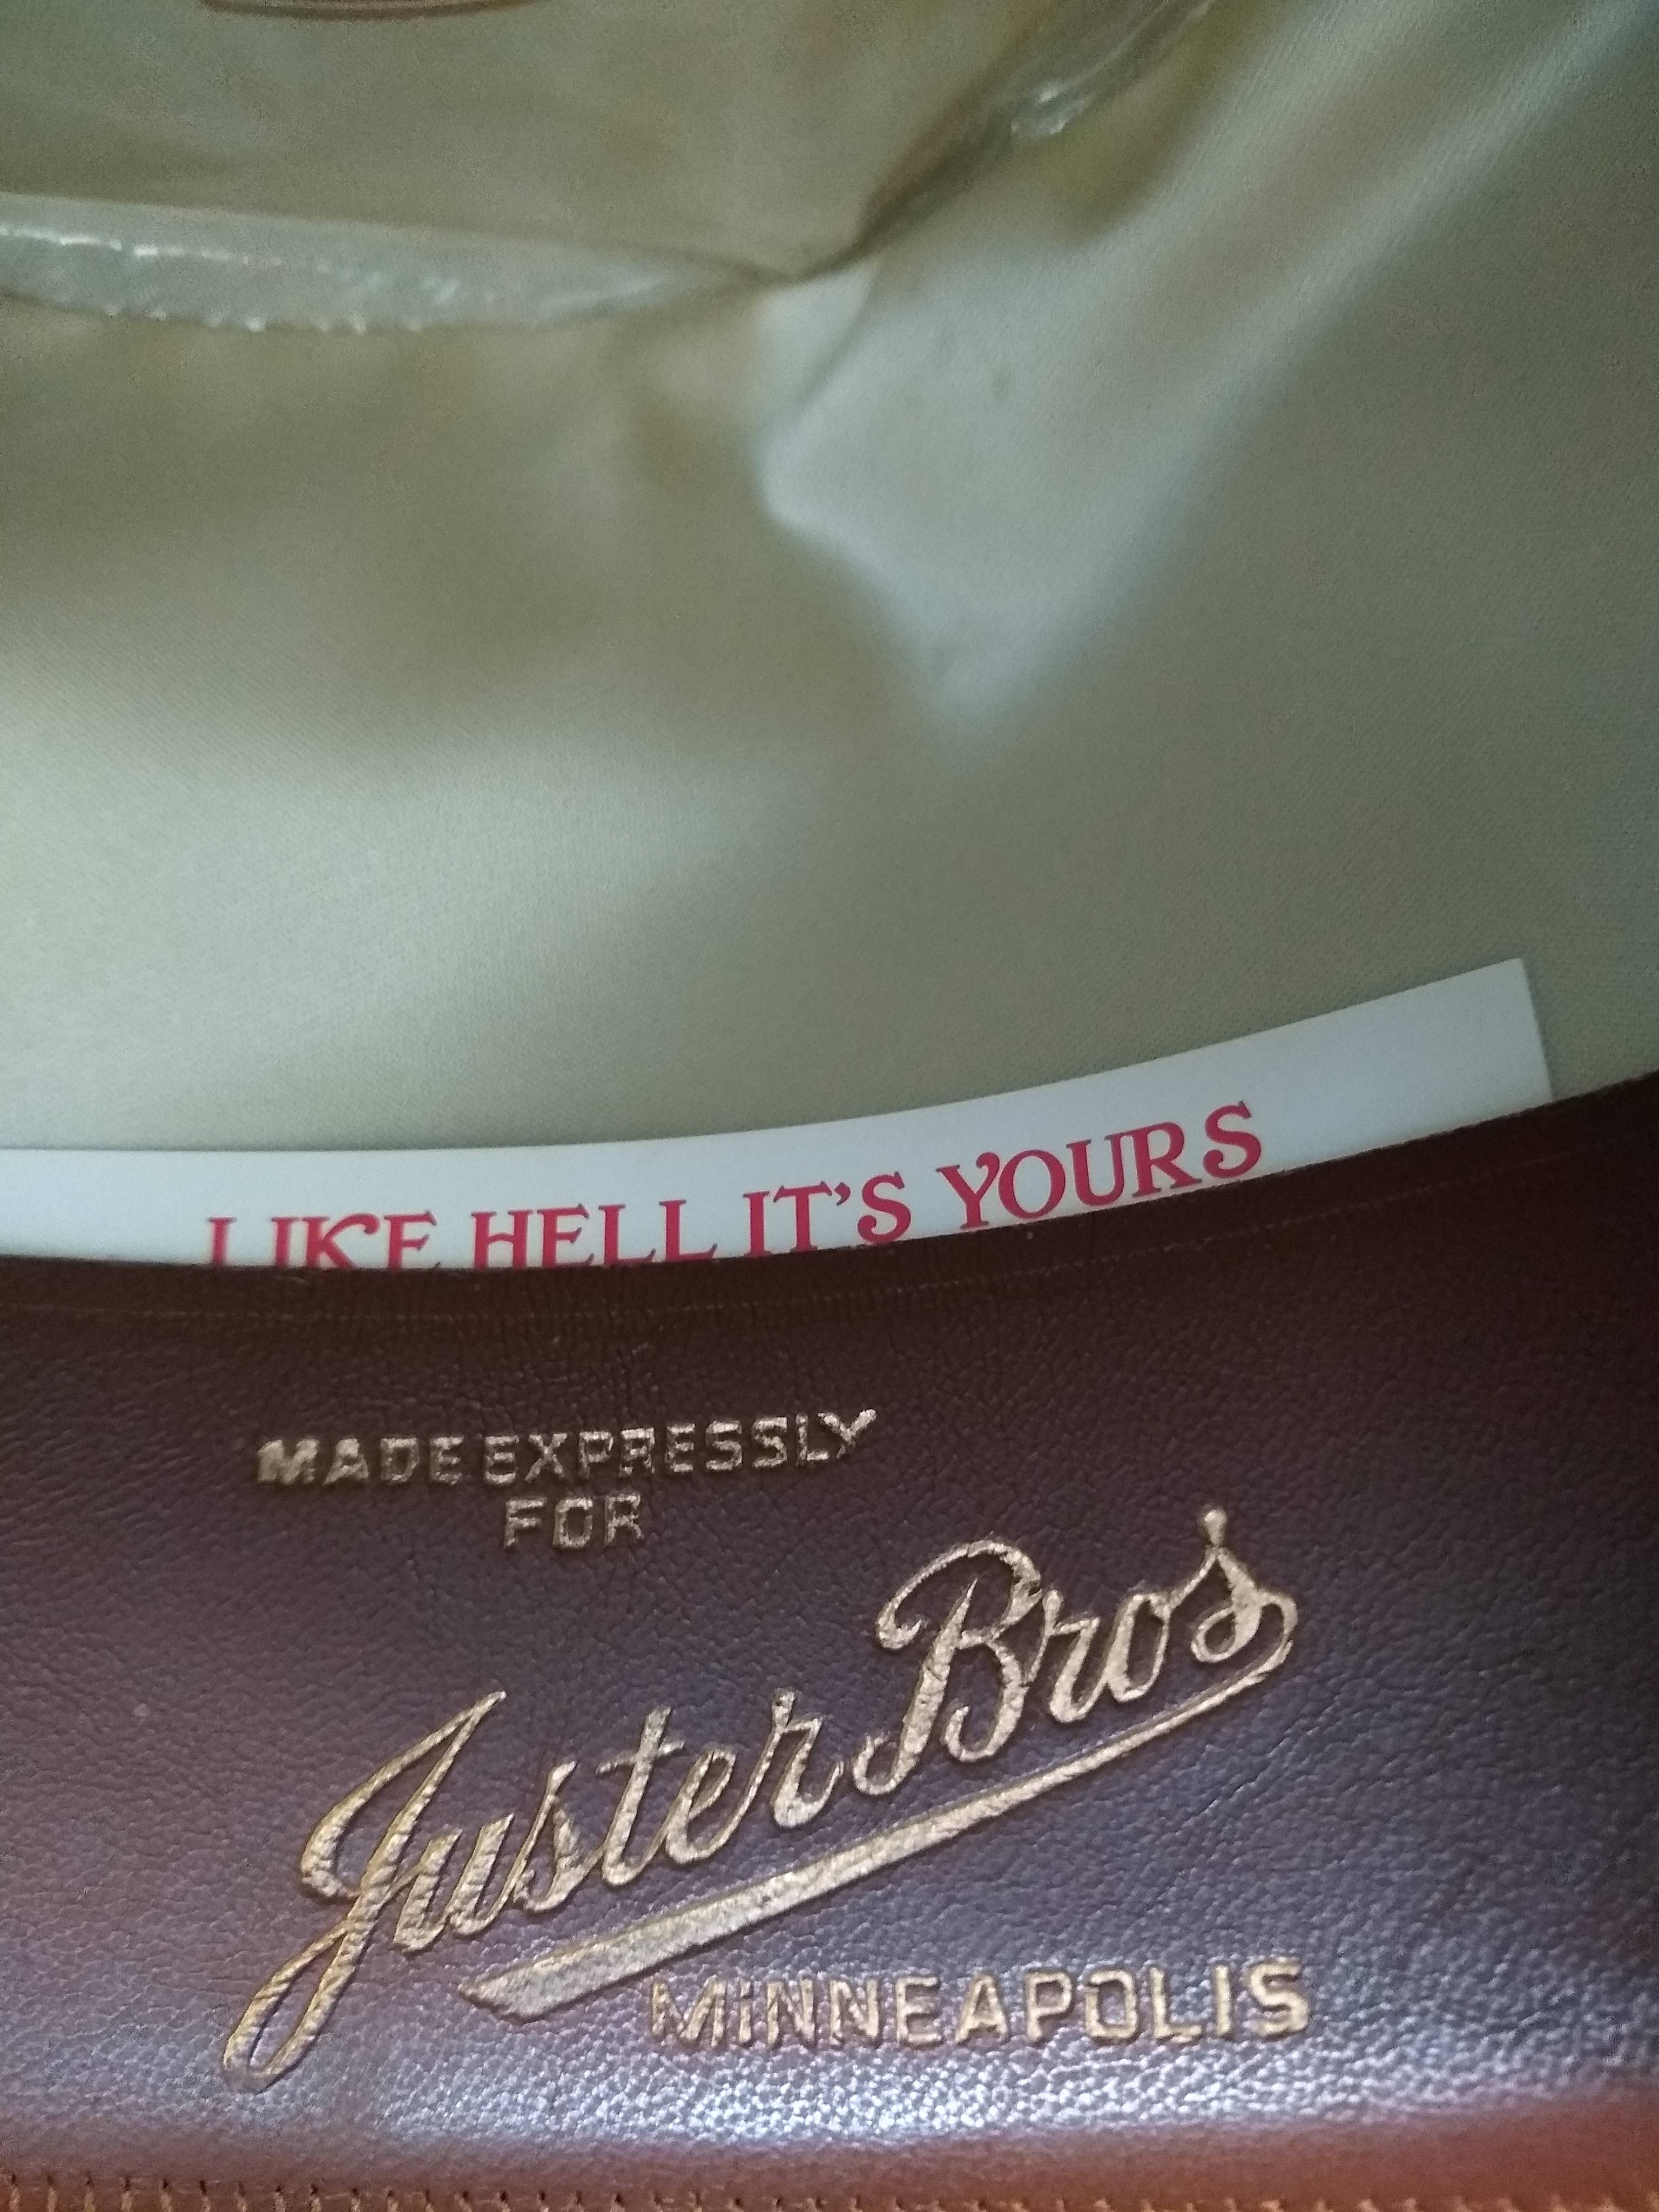 LIKE HELL IT'S YOURS
MADE EXPRESSLY
FOR
Juster Bros
MINNEAPOLIS